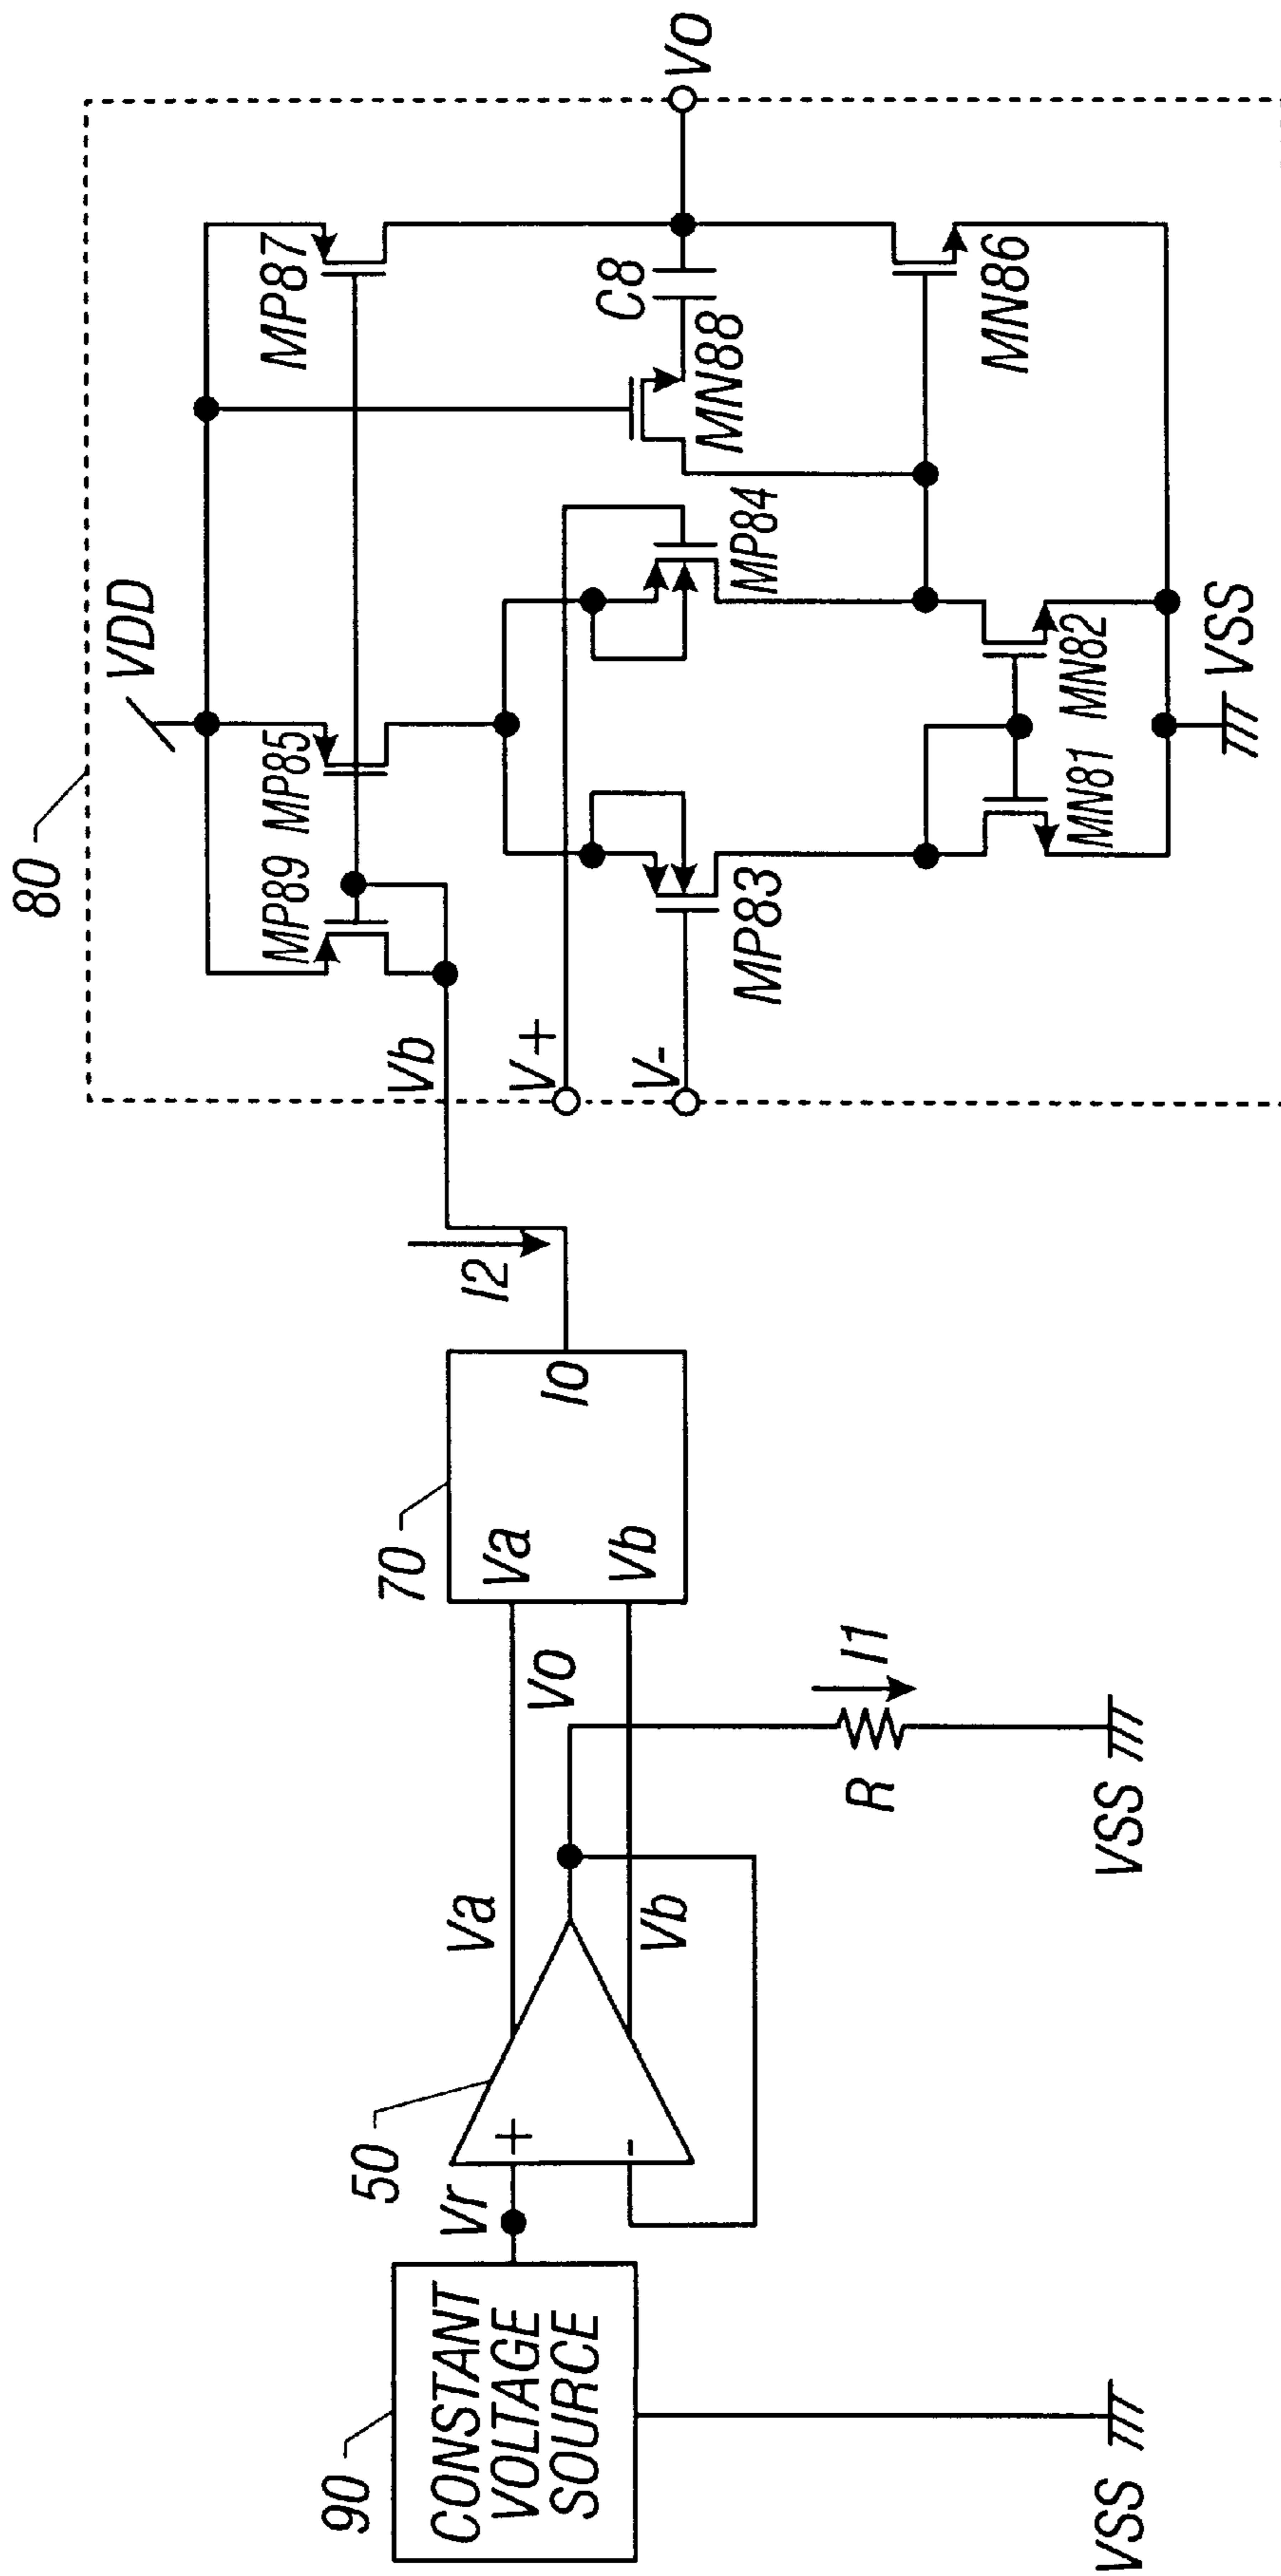 90
CONSTANT
VOLTAGE
SOURCE
VSS
Vr
50
+
-
Va
Vb
Vo
R
I1
VSS
70
Va
Vb
Io
I2
80
Vb
V+
V-
VDD
MP89
MP85
MP87
MP83
MP84
C8
MN88
MN81
MN82
MN86
VSS
Vo